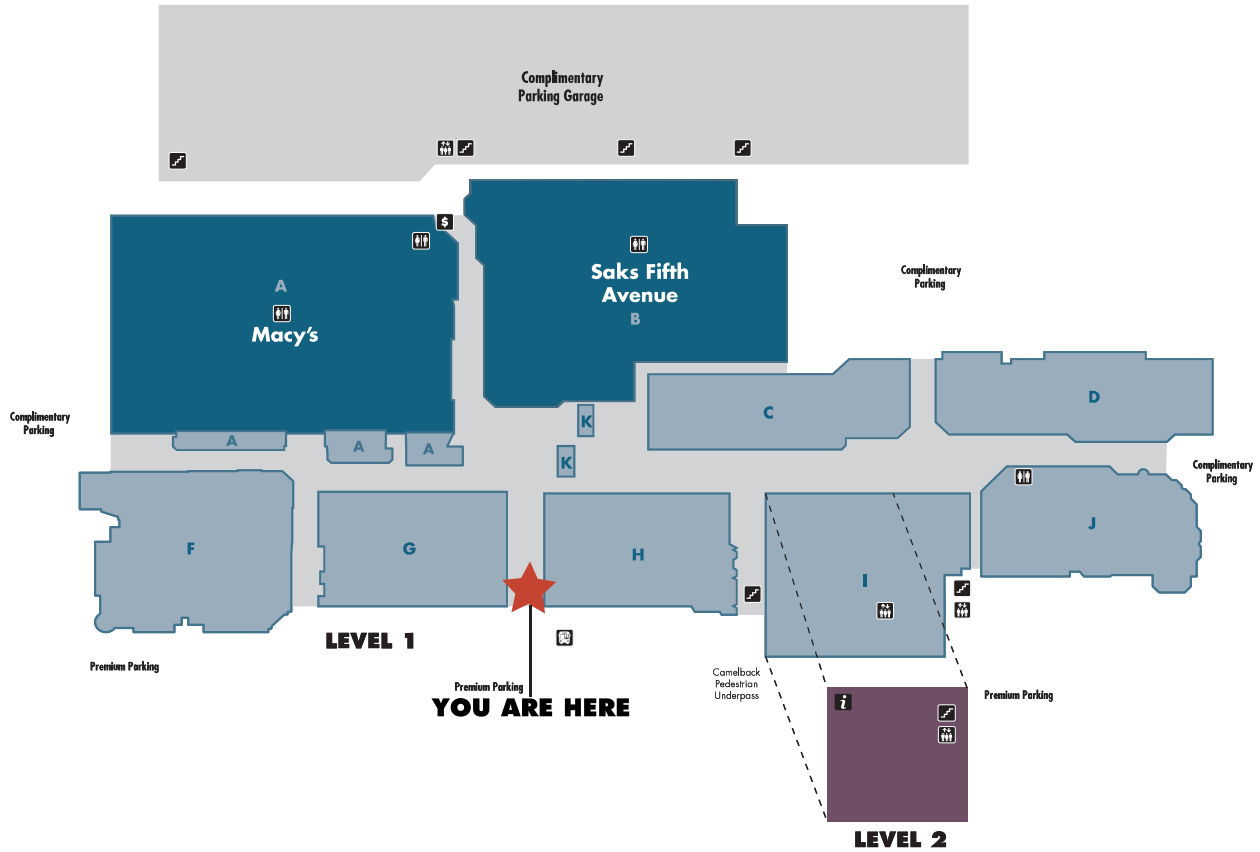 Complimentary
Parking Garage
$
Saks Fifth
Avenue
B
A
Macy's
Complimentary
Parking
Complimentary
Parking
A
A
A
K
K
C
D
Complimentary
Parking
F
G
H
I
J
LEVEL 1
Premium Parking
Premium Parking
YOU ARE HERE
Camelback
Pedestrian
Underpass
Premium Parking
i
LEVEL 2